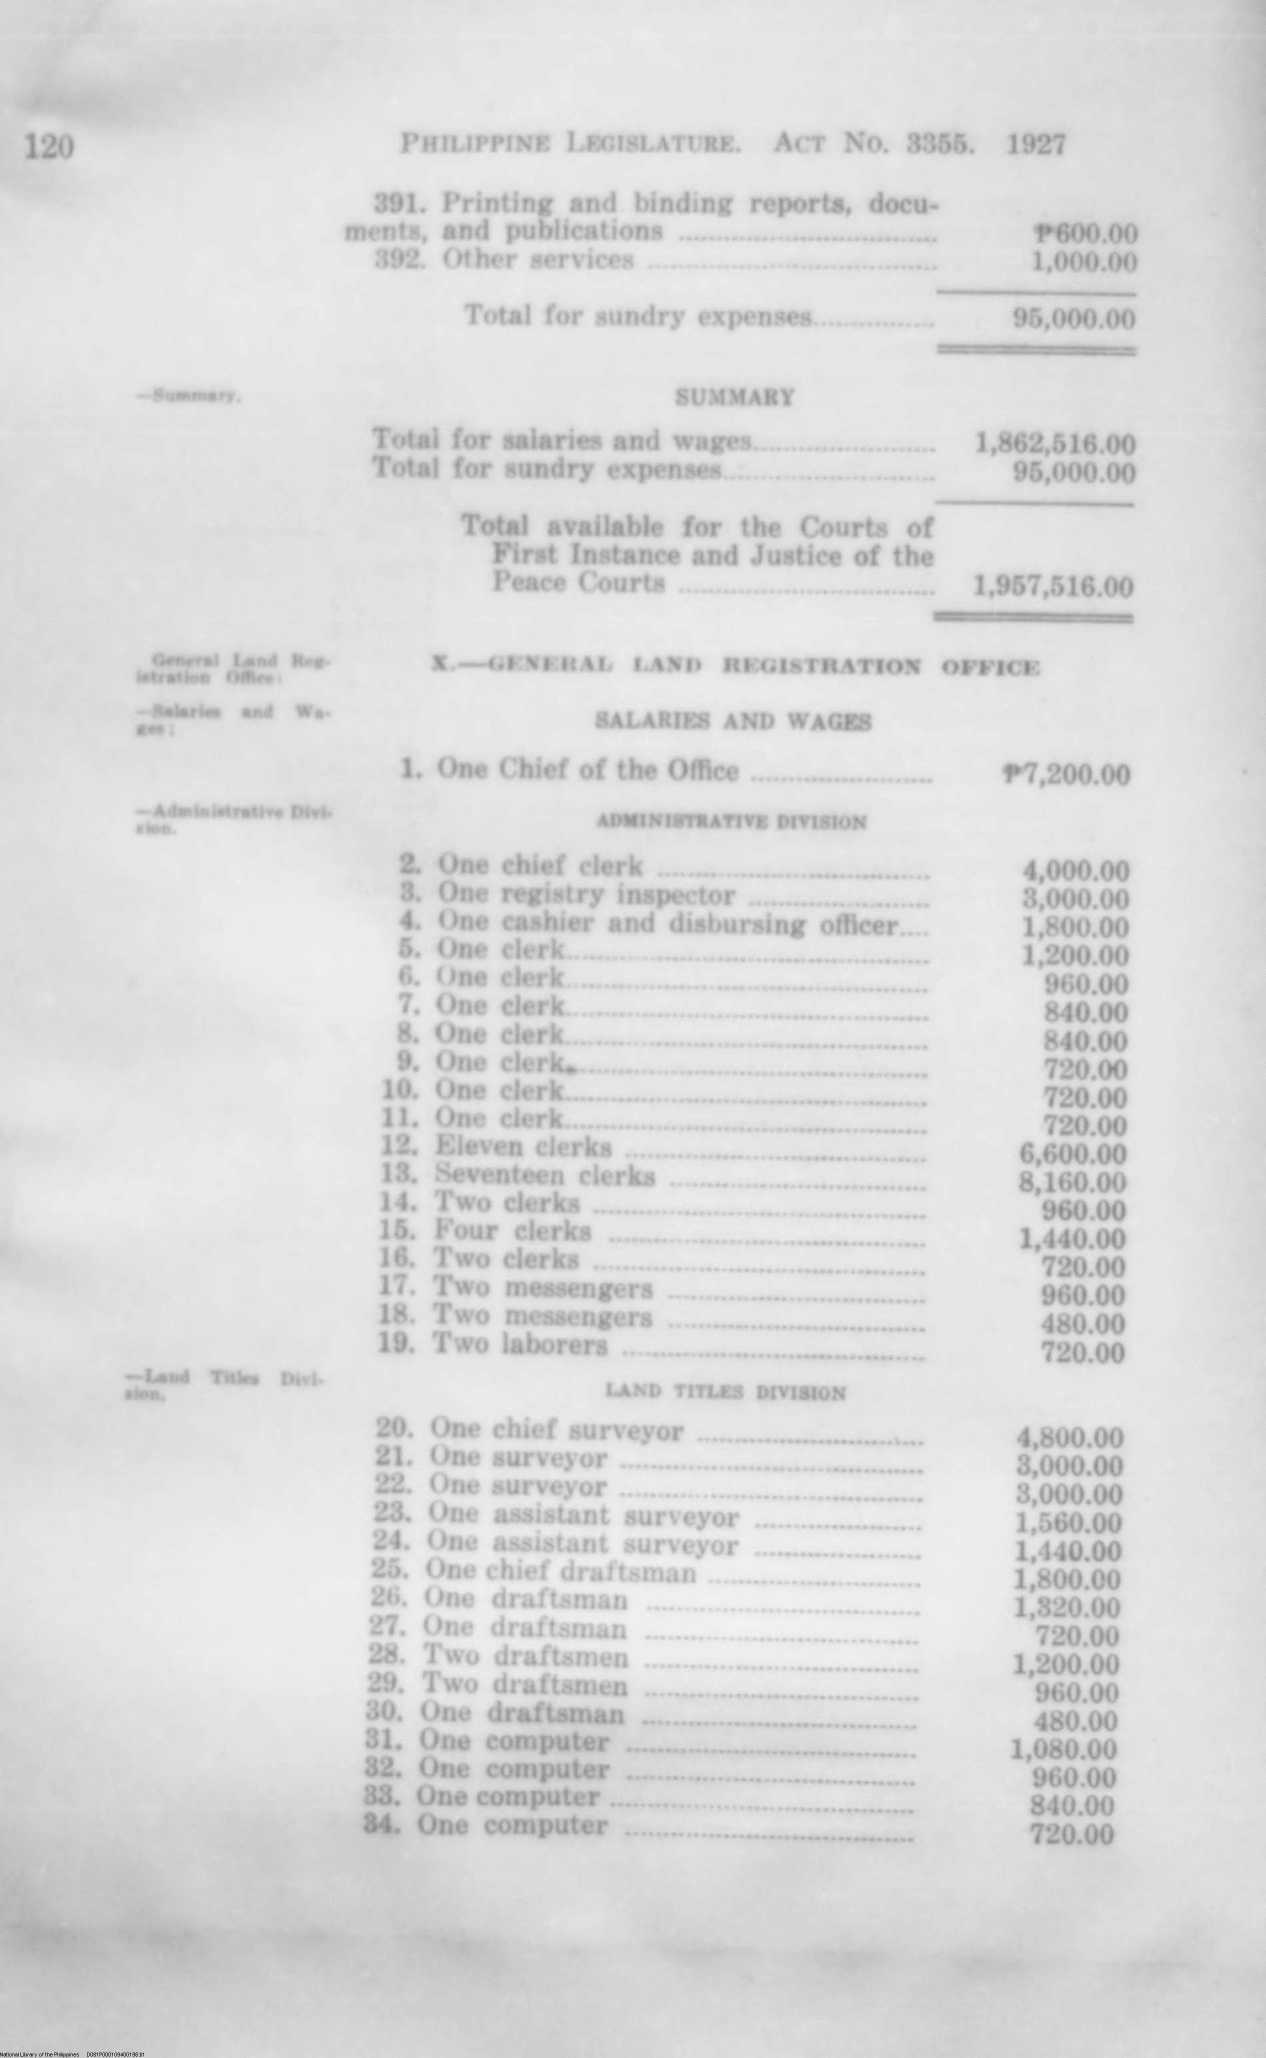 120
PHILIPPINE LEGISLATURE. ACT NO. 3355. 1927
391. Printing and binding reports, docu-
ments, and publications ........ ₱600.00
392. Other services ........ 1,000.00
Total for sundry expenses........ 95,000.00
—Summary.
SUMMARY
Total for salaries and wages........ 1,862,516.00
Total for sundry expenses........ 95,000.00
Total available for the Courts of
First Instance and Justice of the
Peace Courts ........ 1,957,516.00
General Land Reg-
istration Office:
X.—GENERAL LAND REGISTRATION OFFICE
—Salaries and Wa-
ges:
SALARIES AND WAGES
1. One Chief of the Office ........ ₱7,200.00
—Administrative Divi-
sion.
ADMINISTRATIVE DIVISION
2. One chief clerk ........ 4,000.00
3. One registry inspector ........ 3,000.00
4. One cashier and disbursing officer.... 1,800.00
5. One clerk........ 1,200.00
6. One clerk........ 960.00
7. One clerk........ 840.00
8. One clerk........ 840.00
9. One clerk........ 720.00
10. One clerk........ 720.00
11. One clerk........ 720.00
12. Eleven clerks ........ 6,600.00
13. Seventeen clerks ........ 8,160.00
14. Two clerks ........ 960.00
15. Four clerks ........ 1,440.00
16. Two clerks ........ 720.00
17. Two messengers ........ 960.00
18. Two messengers ........ 480.00
19. Two laborers ........ 720.00
—Land Titles Divi-
sion.
LAND TITLES DIVISION
20. One chief surveyor ........ 4,800.00
21. One surveyor ........ 3,000.00
22. One surveyor ........ 3,000.00
23. One assistant surveyor ........ 1,560.00
24. One assistant surveyor ........ 1,440.00
25. One chief draftsman ........ 1,800.00
26. One draftsman ........ 1,320.00
27. One draftsman ........ 720.00
28. Two draftsmen ........ 1,200.00
29. Two draftsmen ........ 960.00
30. One draftsman ........ 480.00
31. One computer ........ 1,080.00
32. One computer ........ 960.00
33. One computer ........ 840.00
34. One computer ........ 720.00
National Library of the Philippines